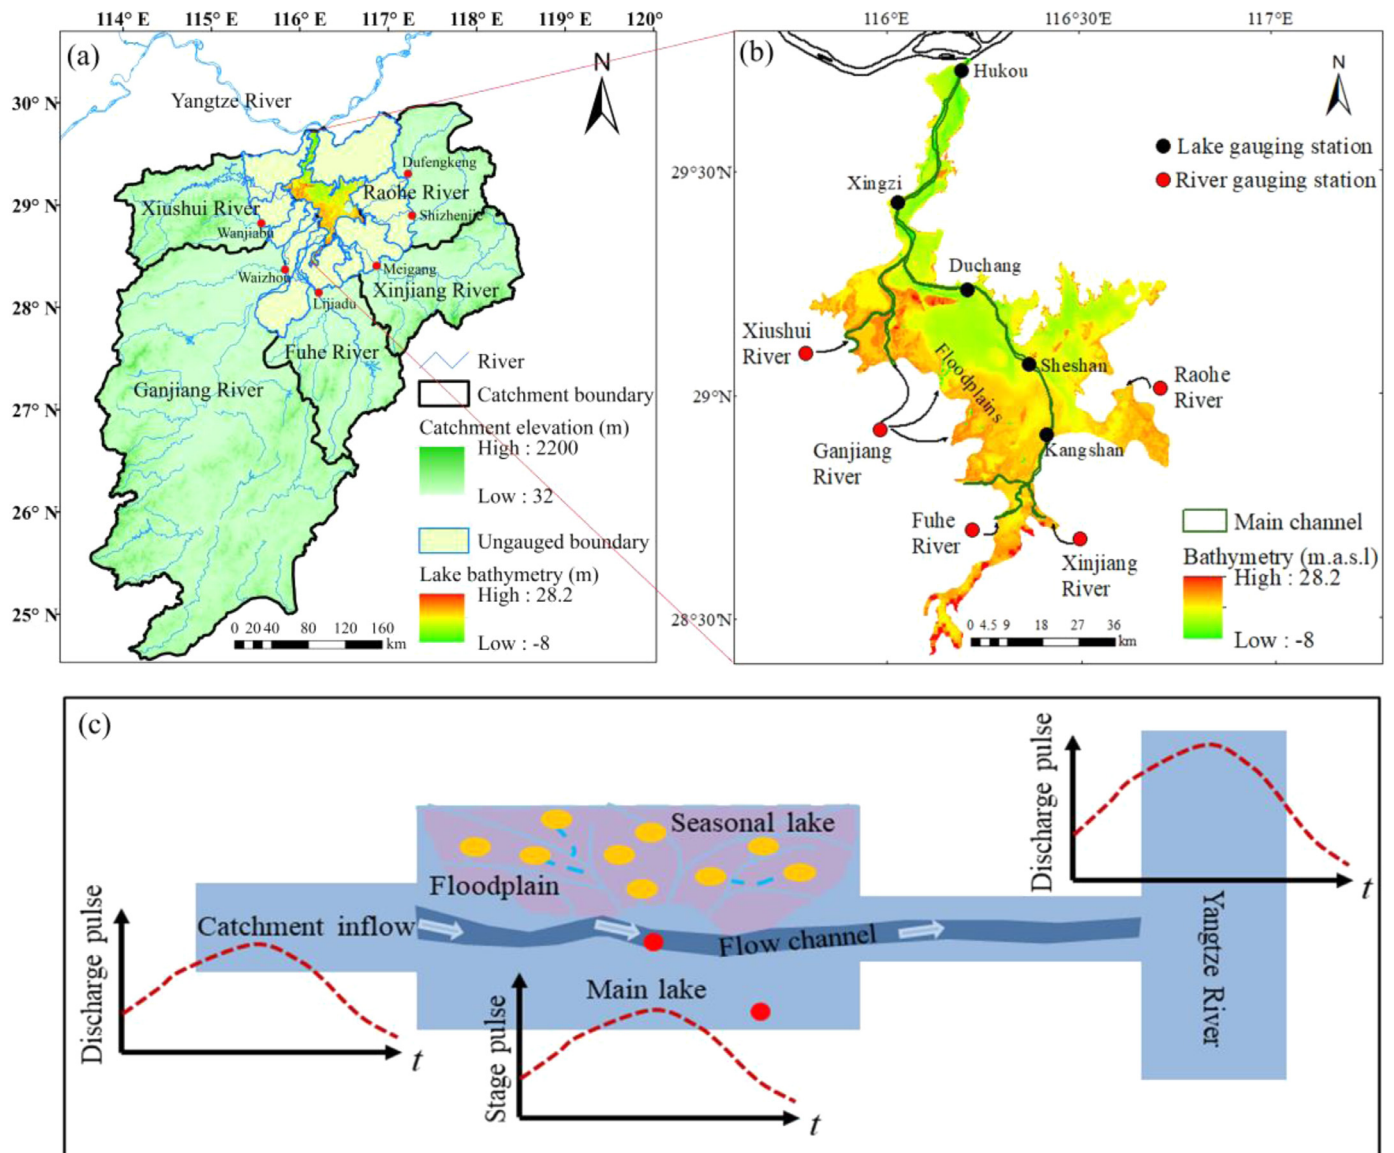 114° E 115° E 116° E 117° E 118° E 119° E 120°
30° N
29° N
28° N
27° N
26° N
25° N
(a)
N
Yangtze River
Dufengkeng
Raohe River
Xiushui River
Shizhenjie
Wanjiabu
Waizhou
Meigang
Xinjiang River
Lijiadu
Fuhe River
Ganjiang River
River
Catchment boundary
Catchment elevation (m)
High : 2200
Low : 32
Ungauged boundary
Lake bathymetry (m)
High : 28.2
Low : -8
0 20 40 80 120 160
km
116°E 116°30'E 117°E
29°30'N
29°N
28°30'N
(b)
N
Hukou
Lake gauging station
River gauging station
Xingzi
Duchang
Xiushui
River
Floodplains
Sheshan
Raohe
River
Ganjiang
River
Kangshan
Fuhe
River
Xinjiang
River
Main channel
Bathymetry (m.a.s.l)
High : 28.2
Low : -8
0 4.5 9 18 27 36
km
(c)
Discharge pulse
t
Seasonal lake
Floodplain
Catchment inflow
Flow channel
Main lake
Yangtze River
Discharge pulse
t
Stage pulse
t